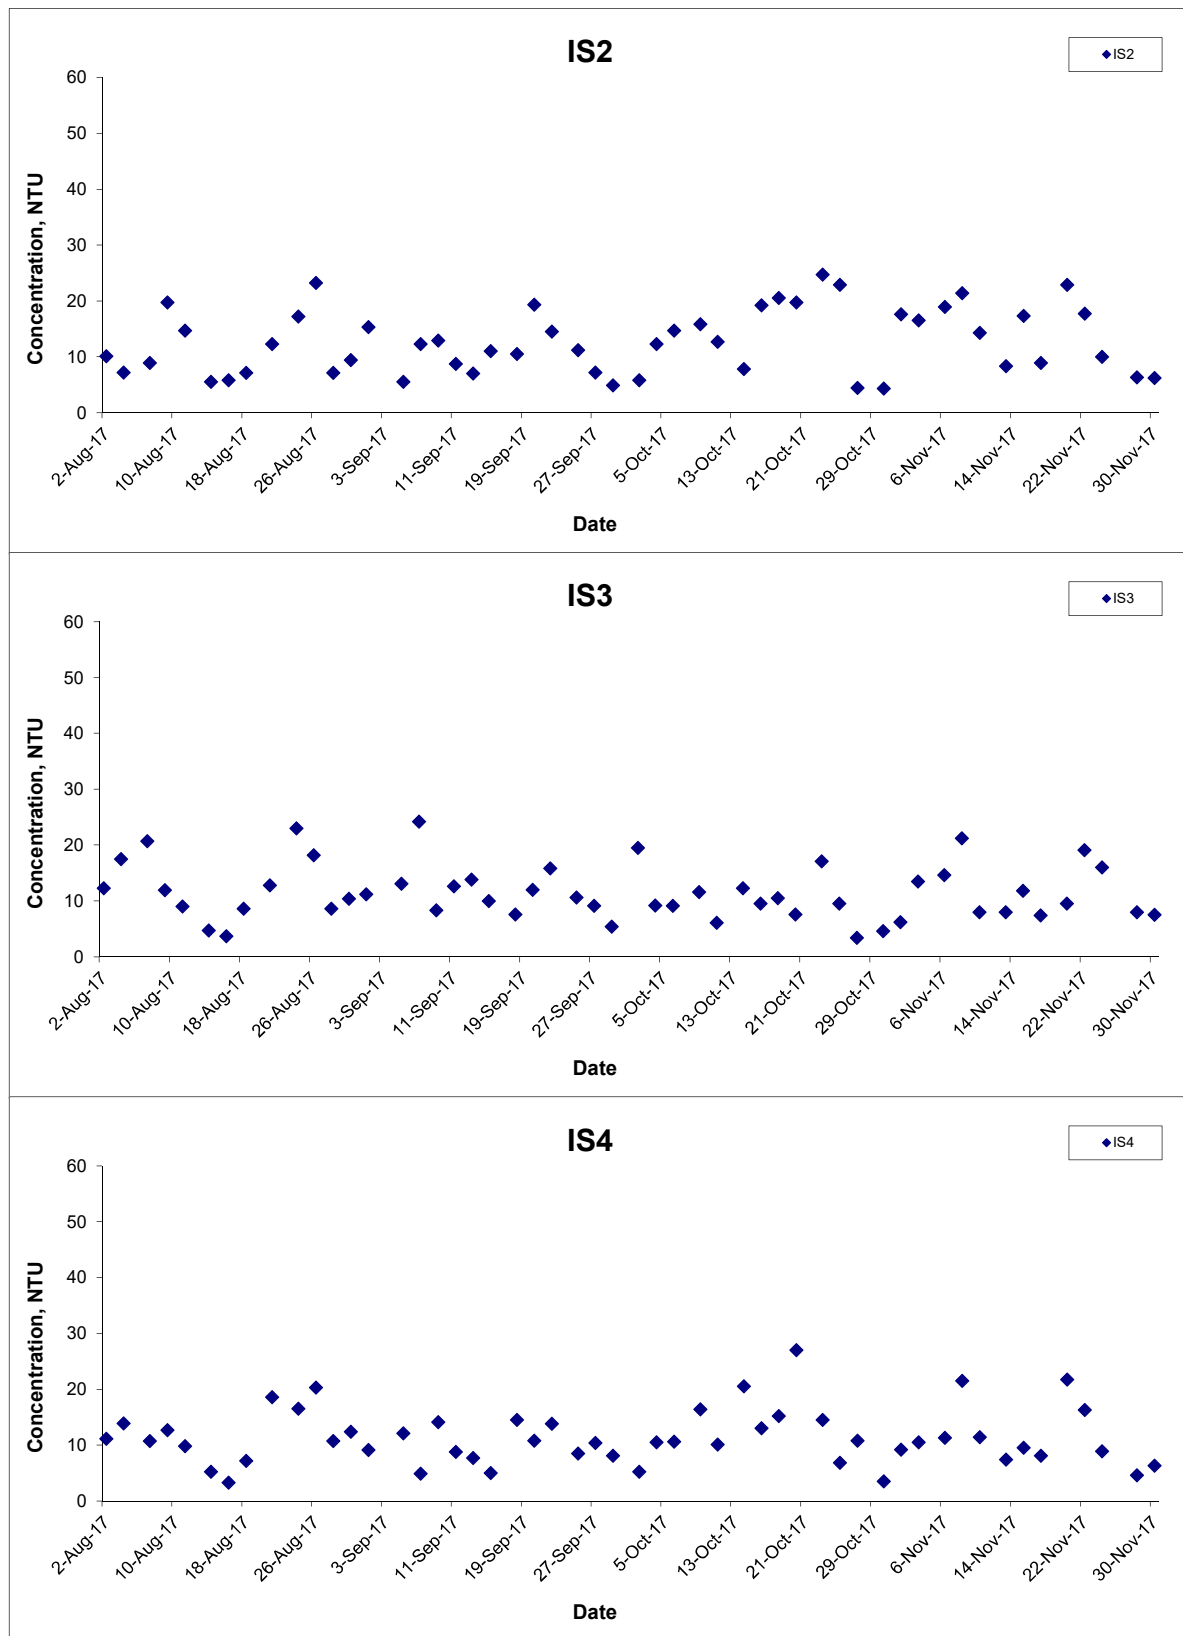 IS2
IS2
60
50
40
30
20
10
0
Concentration, NTU
2-Aug-17
10-Aug-17
18-Aug-17
26-Aug-17
3-Sep-17
11-Sep-17
19-Sep-17
27-Sep-17
5-Oct-17
13-Oct-17
21-Oct-17
29-Oct-17
6-Nov-17
14-Nov-17
22-Nov-17
30-Nov-17
Date
IS3
IS3
60
50
40
30
20
10
0
Concentration, NTU
2-Aug-17
10-Aug-17
18-Aug-17
26-Aug-17
3-Sep-17
11-Sep-17
19-Sep-17
27-Sep-17
5-Oct-17
13-Oct-17
21-Oct-17
29-Oct-17
6-Nov-17
14-Nov-17
22-Nov-17
30-Nov-17
Date
IS4
IS4
60
50
40
30
20
10
0
Concentration, NTU
2-Aug-17
10-Aug-17
18-Aug-17
26-Aug-17
3-Sep-17
11-Sep-17
19-Sep-17
27-Sep-17
5-Oct-17
13-Oct-17
21-Oct-17
29-Oct-17
6-Nov-17
14-Nov-17
22-Nov-17
30-Nov-17
Date